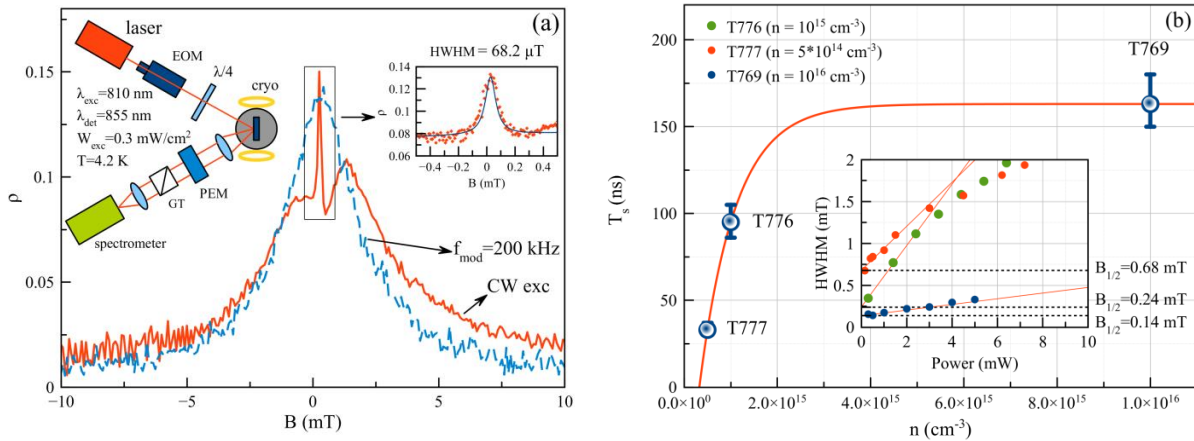 (a)
laser
EOM
λ/4
cryo
λexc=810 nm
λdet=855 nm
Wexc=0.3 mW/cm²
T=4.2 K
PEM
GT
spectrometer
HWHM = 68.2 μT
ρ
0.14
0.12
0.10
0.08
0.06
−0.4 −0.2 0 0.2 0.4
B (mT)
fmod=200 kHz
CW exc
ρ
0.15
0.1
0.05
0
−10 −5 0 5 10
B (mT)
(b)
T776 (n = 10¹⁵ cm⁻³)
T777 (n = 5*10¹⁴ cm⁻³)
T769 (n = 10¹⁶ cm⁻³)
T769
T776
T777
Ts (ns)
200
150
100
50
0
0.0×10⁰ 2.0×10¹⁵ 4.0×10¹⁵ 6.0×10¹⁵ 8.0×10¹⁵ 1.0×10¹⁶
n (cm⁻³)
HWHM (mT)
2
1.5
1
0.5
0
0 2 4 6 8 10
Power (mW)
B1/2=0.68 mT
B1/2=0.24 mT
B1/2=0.14 mT